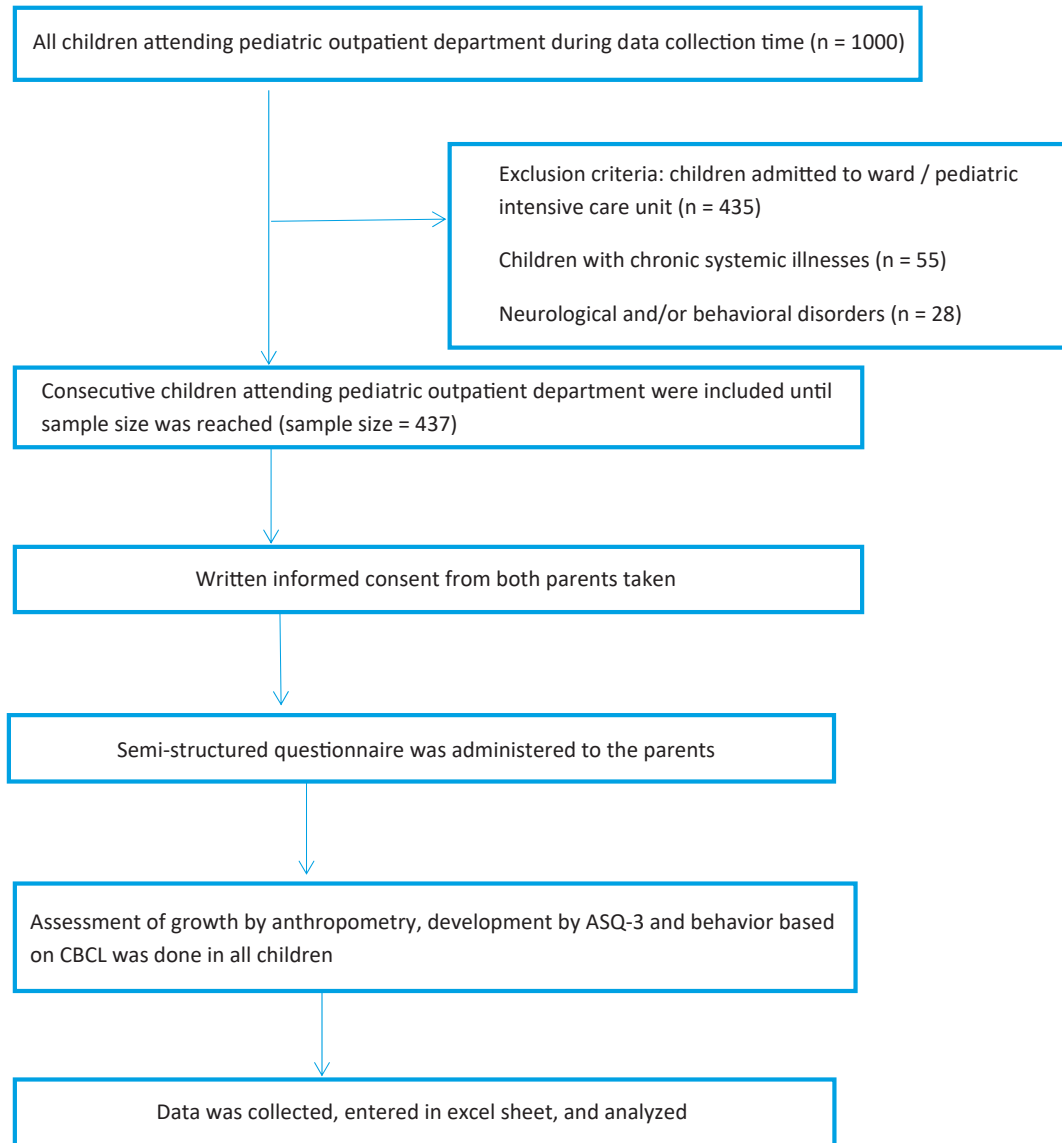 All children attending pediatric outpatient department during data collection time (n = 1000)
Exclusion criteria: children admitted to ward / pediatric
intensive care unit (n = 435)
Children with chronic systemic illnesses (n = 55)
Neurological and/or behavioral disorders (n = 28)
Consecutive children attending pediatric outpatient department were included until
sample size was reached (sample size = 437)
Written informed consent from both parents taken
Semi-structured questionnaire was administered to the parents
Assessment of growth by anthropometry, development by ASQ-3 and behavior based
on CBCL was done in all children
Data was collected, entered in excel sheet, and analyzed